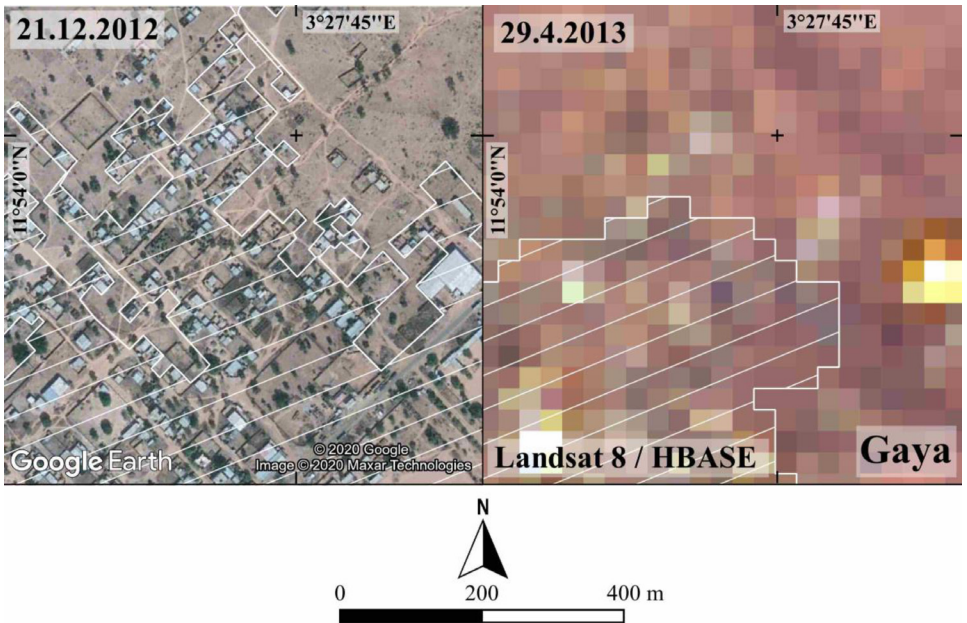 21.12.2012
3°27'45''E
11°54'0''N
Google Earth
© 2020 Google
Image © 2020 Maxar Technologies
29.4.2013
3°27'45''E
11°54'0''N
Landsat 8 / HBASE
Gaya
N
0 200 400 m